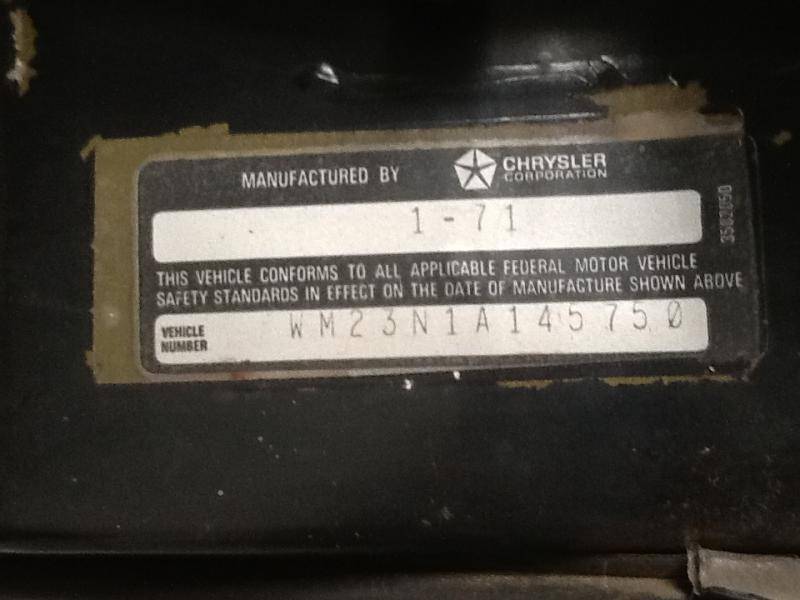 MANUFACTURED BY CHRYSLER CORPORATION
1-71
THIS VEHICLE CONFORMS TO ALL APPLICABLE FEDERAL MOTOR VEHICLE
SAFETY STANDARDS IN EFFECT ON THE DATE OF MANUFACTURE SHOWN ABOVE
VEHICLE NUMBER WM23N1A145750